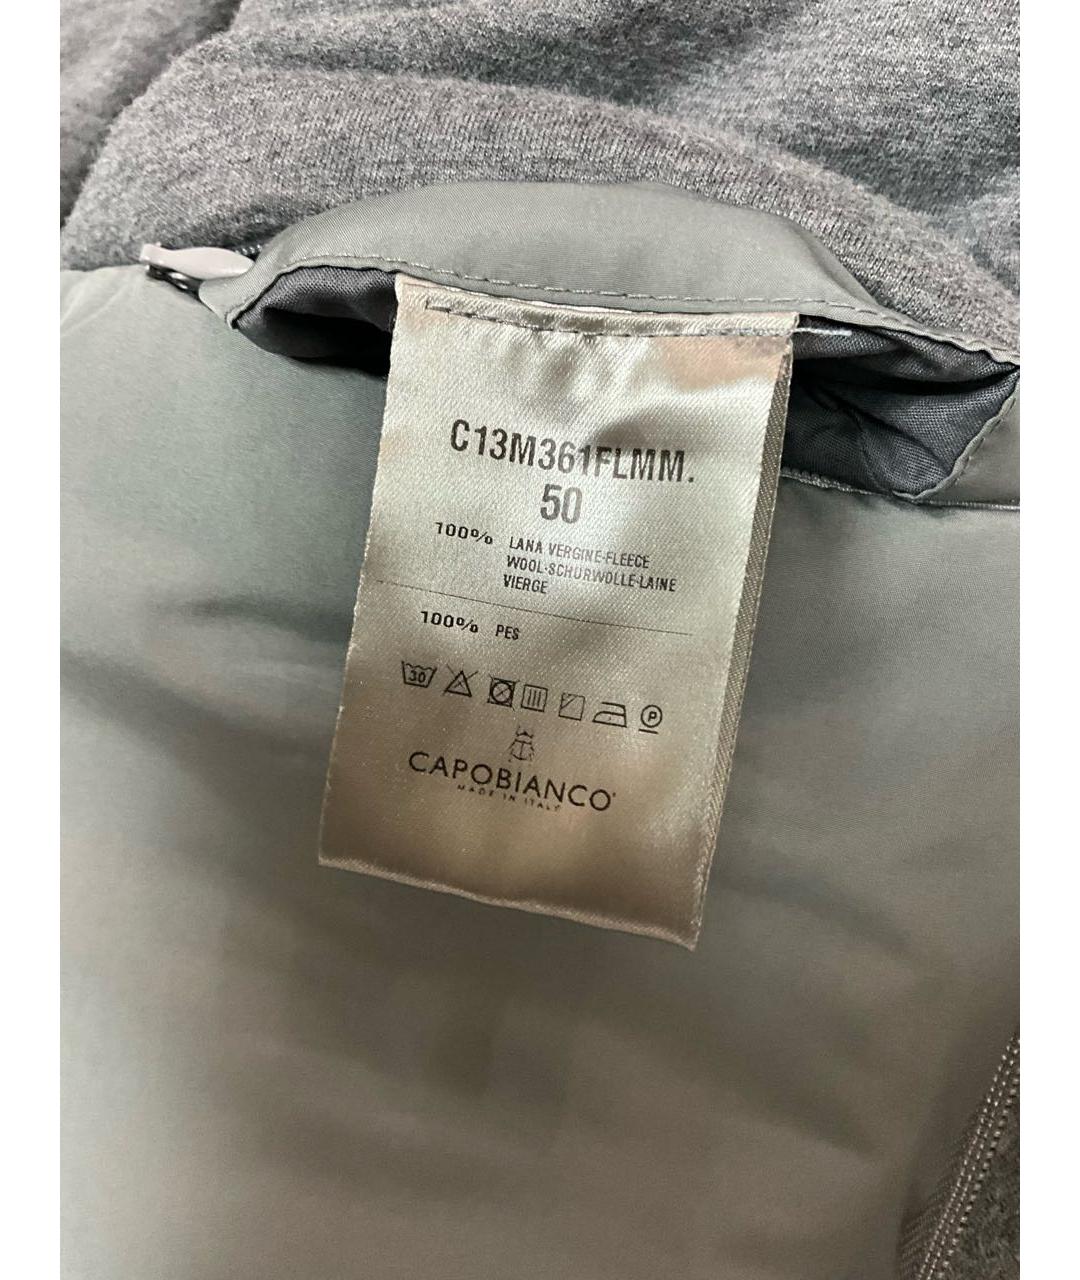 C13M361FLMM.
50
100% LANA VERGINE-FLEECE
WOOL-SCHURWOLLE-LAINE
VIERGE
100% PES
30
P
CAPOBIANCO
MADE IN ITALY